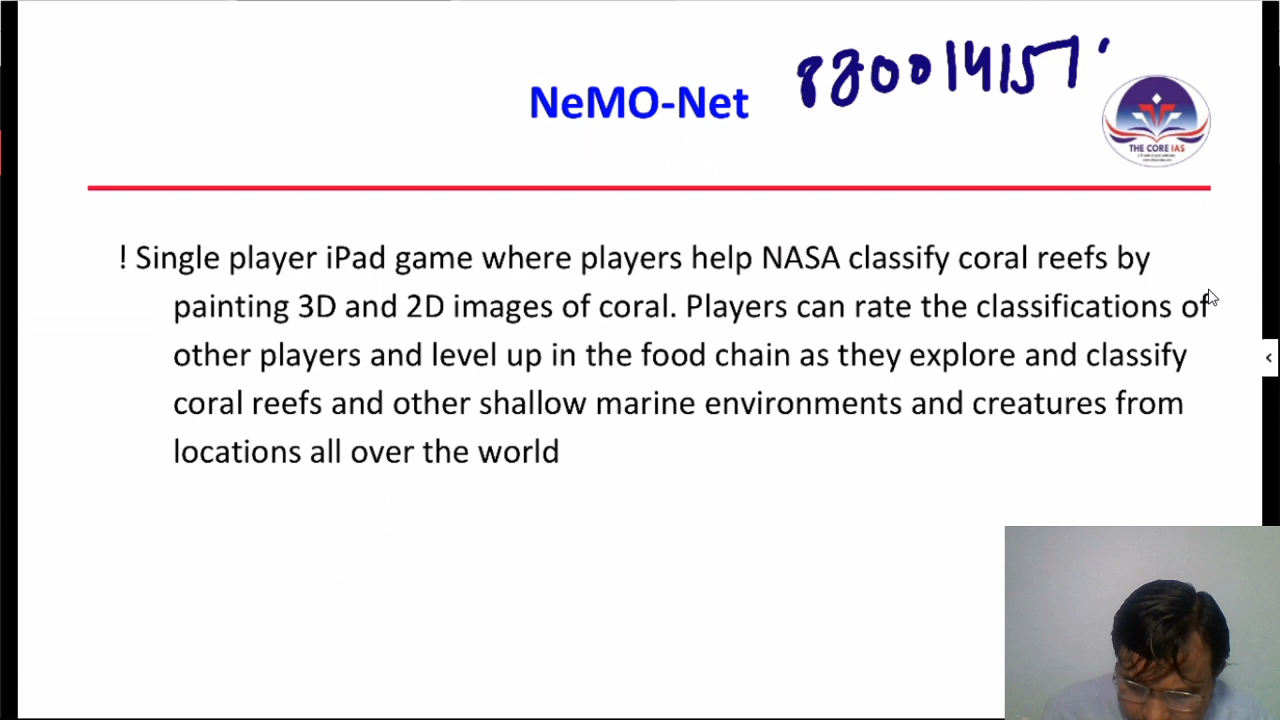 NeMO-Net
THE CORE IAS
! Single player iPad game where players help NASA classify coral reefs by
painting 3D and 2D images of coral. Players can rate the classifications of
other players and level up in the food chain as they explore and classify
coral reefs and other shallow marine environments and creatures from
locations all over the world